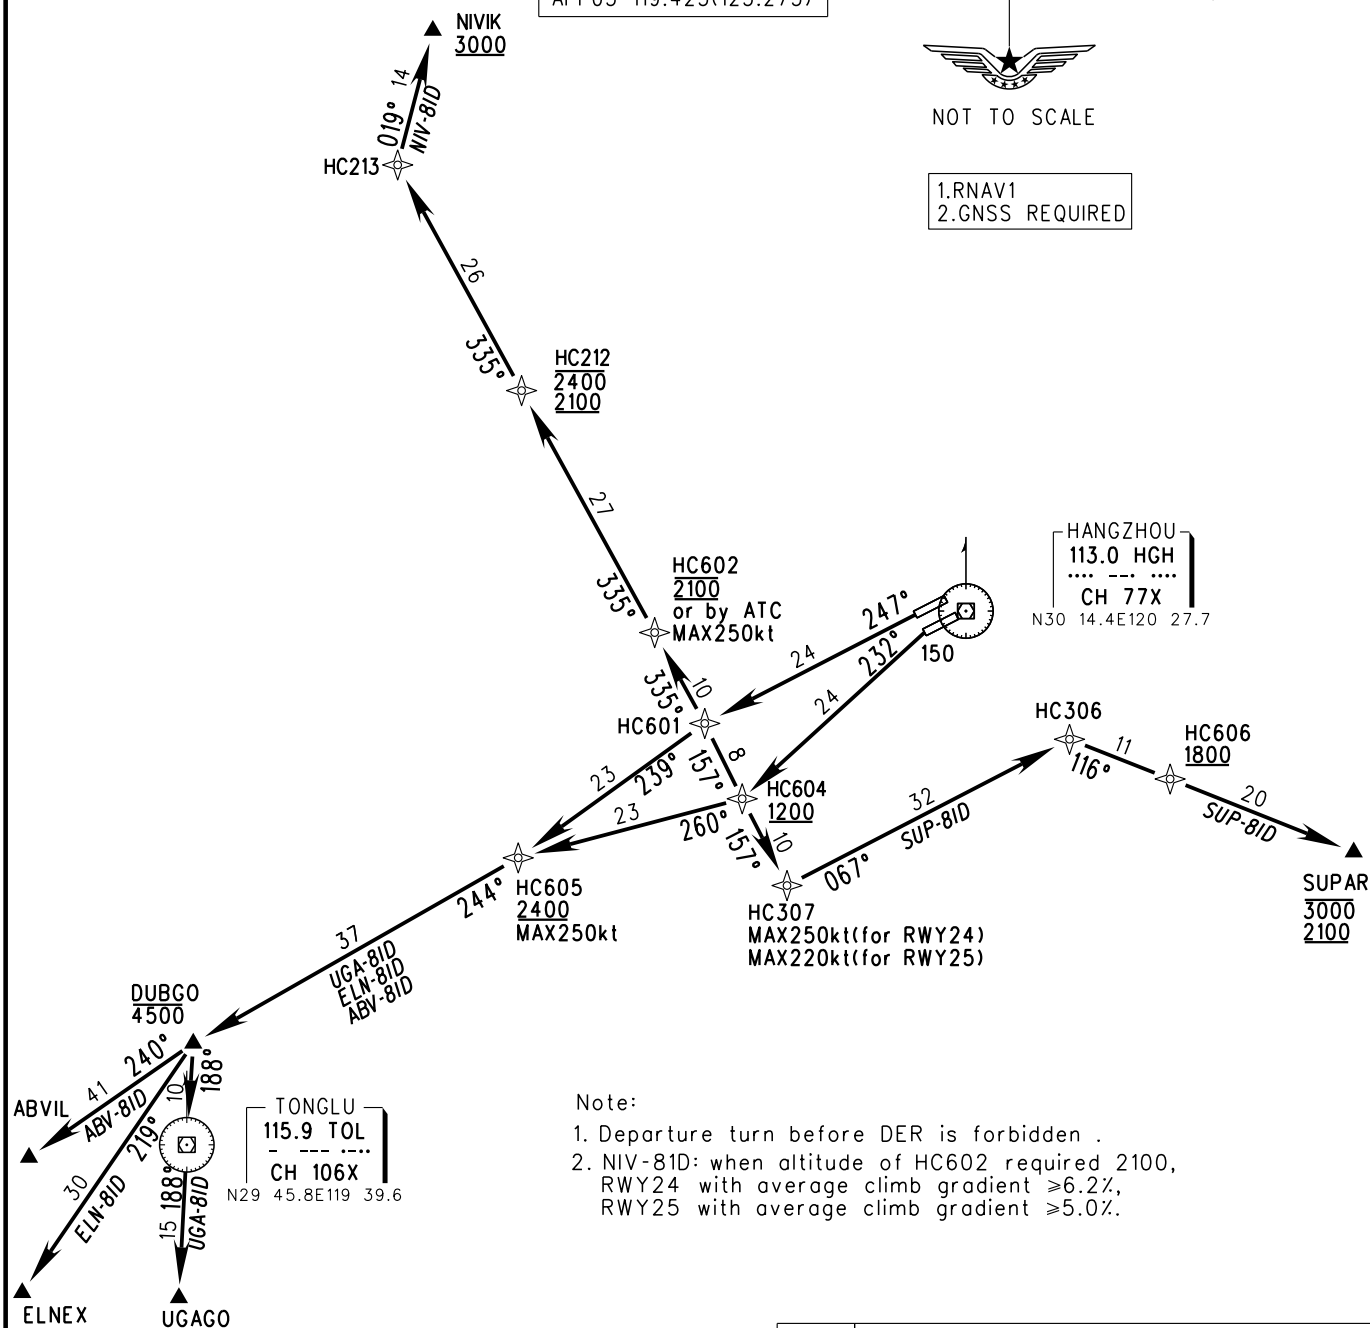 NIVIK
3000
14
019°
NIV-81D
HC213
NOT TO SCALE
1.RNAV1
2.GNSS REQUIRED
26
335°
HC212
2400
2100
27
335°
HC602
2100
or by ATC
MAX250kt
HANGZHOU
113.0 HGH
CH 77X
N30 14.4E120 27.7
247°
24
232°
150
24
10
335°
HC601
HC306
11
116°
HC606
1800
23
239°
8
157°
HC604
1200
23
260°
10
157°
32
SUP-81D
067°
20
SUP-81D
SUPAR
3000
2100
HC605
2400
MAX250kt
244°
HC307
MAX250kt(for RWY24)
MAX220kt(for RWY25)
37
UGA-81D
ELN-81D
ABV-81D
DUBGO
4500
240°
188°
10
41
ABV-81D
ABVIL
219°
30
ELN-81D
TONGLU
115.9 TOL
CH 106X
N29 45.8E119 39.6
188°
15
UGA-81D
ELNEX
UGAGO
Note:
1. Departure turn before DER is forbidden .
2. NIV-81D: when altitude of HC602 required 2100,
RWY24 with average climb gradient ≥6.2%,
RWY25 with average climb gradient ≥5.0%.